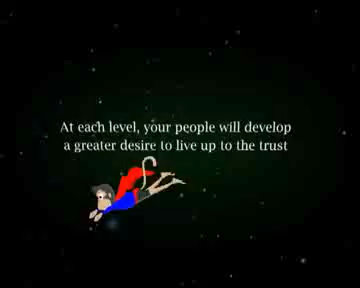 At each level, your people will develop
a greater desire to live up to the trust